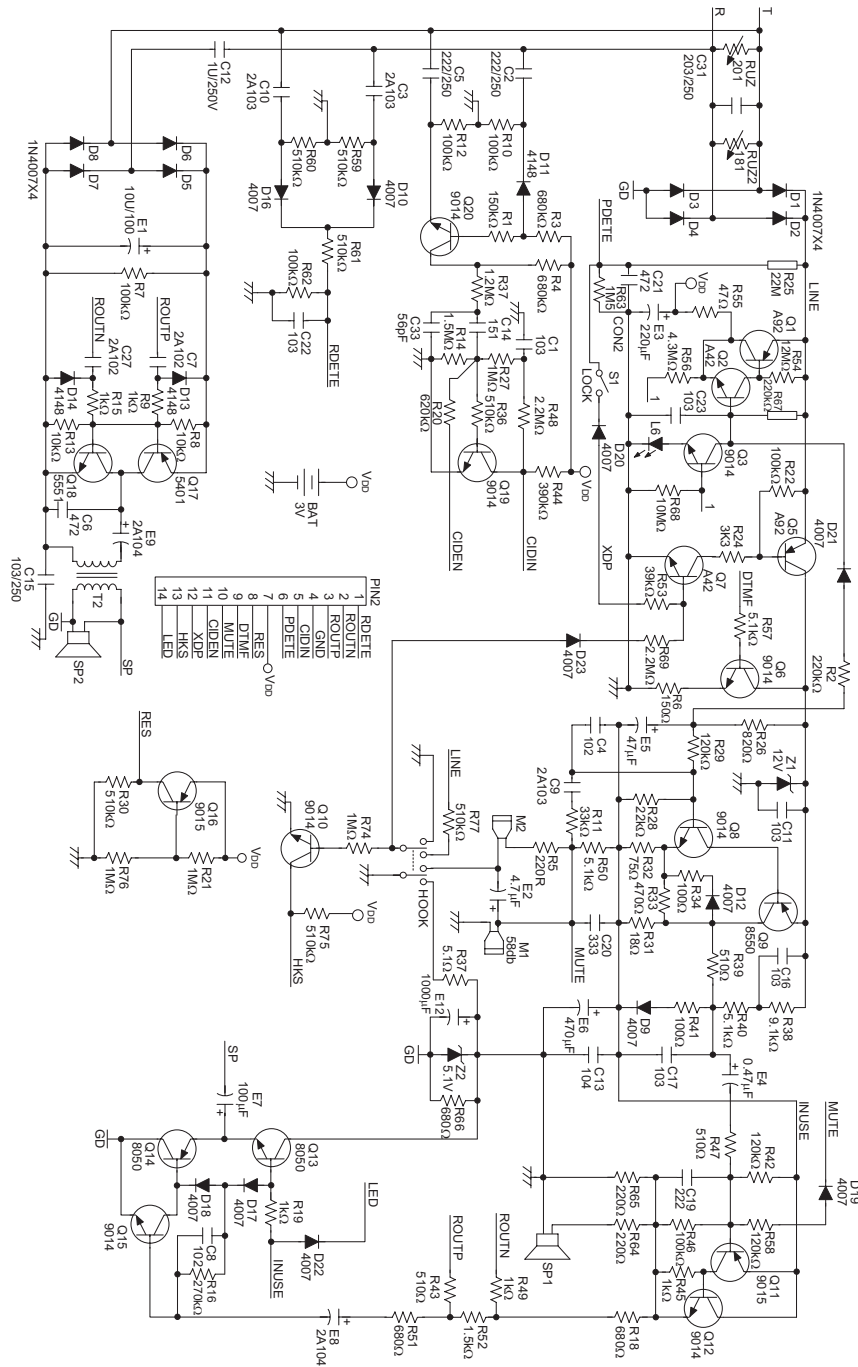 R
T
C31
203/250
RUZ
201
RUZ2
181
C12
1U/250V
C10
2A103
C3
2A103
C5
222/250
C2
222/250
R60
510kΩ
R59
510kΩ
R12
100kΩ
R10
100kΩ
D11
4148
D16
4007
D10
4007
Q20
9014
R1
150kΩ
R3
680kΩ
R4
680kΩ
D3
D4
D1
D2
GD
1N4007X4
PDETE
LINE
R25
22M
C21
472
R63
1M5
E3
220μF
CON2
VDD
R55
47Ω
Q1
A92
Q2
A42
R54
12MΩ
R56
4.3MΩ
R67
220kΩ
1
C23
103
S1
LOCK
D20
4007
L6
Q3
9014
1
R68
10MΩ
R22
100kΩ
D21
4007
Q5
A92
R24
3K3
Q7
A42
R53
39kΩ
XDP
DTMF
R57
5.1kΩ
Q6
9014
R2
220kΩ
R69
2.2MΩ
R6
150Ω
D23
4007
1N4007X4
D8
D7
D6
D5
E1
10U/100
R7
100kΩ
ROUTN
ROUTP
C27
2A102
C7
2A102
D14
4148
D13
4148
R15
1kΩ
R9
1kΩ
R13
10kΩ
R8
10kΩ
Q18
5551
Q17
5401
C6
472
E9
2A104
C15
103/250
T2
GD
SP
SP2
R61
510kΩ
R62
100kΩ
C22
103
RDETE
R37
1.2MΩ
C33
56pF
R14
1.5MΩ
C14
151
C1
103
R27
1MΩ
R20
620kΩ
R36
510kΩ
R48
2.2MΩ
Q19
9014
R44
390kΩ
VDD
CIDEN
CIDIN
VDD
BAT
3V
PIN2
1
2
3
4
5
6
7
8
9
10
11
12
13
14
RDETE
ROUTN
ROUTP
GND
CIDIN
PDETE
VDD
RES
DTMF
MUTE
CIDEN
XDP
HKS
LED
RES
R30
510kΩ
Q16
9015
R76
1MΩ
R21
1MΩ
VDD
LINE
R77
510kΩ
R74
1MΩ
Q10
9014
HOOK
VDD
R75
510kΩ
HKS
C4
102
E5
47μF
R26
820Ω
Z1
12V
C11
103
R29
120kΩ
C9
2A103
R11
33kΩ
R28
22kΩ
Q8
9014
M2
R5
220R
R50
5.1kΩ
R32
75Ω
R33
470Ω
R34
100Ω
D12
4007
Q9
8550
E2
4.7μF
M1
58db
C20
333
MUTE
R31
18Ω
R39
510Ω
C16
103
R37
5.1Ω
E12
1000μF
GD
Z2
5.1V
R66
680Ω
E6
470μF
D9
4007
R41
100Ω
R40
5.1kΩ
R38
9.1kΩ
C13
104
C17
103
E4
0.47μF
INUSE
MUTE
D19
4007
R47
510Ω
R42
120kΩ
C19
222
R65
220Ω
R64
220Ω
SP1
R46
100kΩ
R58
120kΩ
R45
1kΩ
Q11
9015
Q12
9014
R18
680Ω
SP
E7
100μF
GD
Q14
8050
Q13
8050
Q15
9014
D18
4007
D17
4007
R19
1kΩ
D22
4007
LED
INUSE
C8
102
R16
270kΩ
E8
2A104
ROUTP
ROUTN
R43
510Ω
R49
1kΩ
R51
680Ω
R52
1.5kΩ